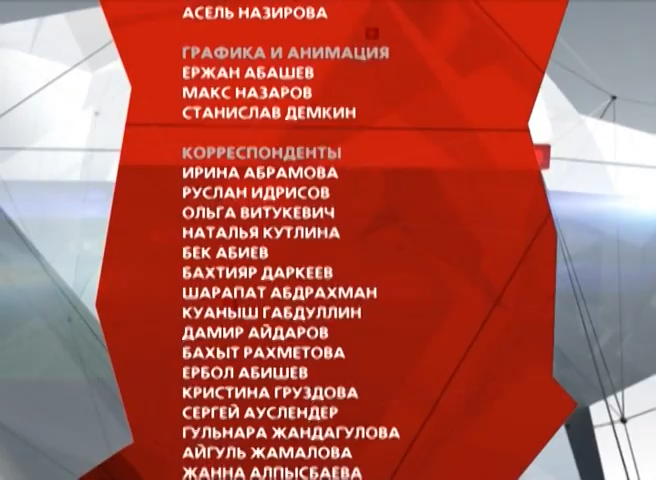 АСЕЛЬ НАЗИРОВА
ГРАФИКА И АНИМАЦИЯ
ЕРЖАН АБАШЕВ
МАКС НАЗАРОВ
СТАНИСЛАВ ДЕМКИН
КОРРЕСПОНДЕНТЫ
ИРИНА АБРАМОВА
РУСЛАН ИДРИСОВ
ОЛЬГА ВИТУКЕВИЧ
НАТАЛЬЯ КУТЛИНА
БЕК АБИЕВ
БАХТИЯР ДАРКЕЕВ
ШАРАПАТ АБДРАХМАН
КУАНЫШ ГАБДУЛЛИН
ДАМИР АЙДАРОВ
БАХЫТ РАХМЕТОВА
ЕРБОЛ АБИШЕВ
КРИСТИНА ГРУЗДОВА
СЕРГЕЙ АУСЛЕНДЕР
ГУЛЬНАРА ЖАНДАГУЛОВА
АЙГУЛЬ ЖАМАЛОВА
ЖАННА АЛПЫСБАЕВА